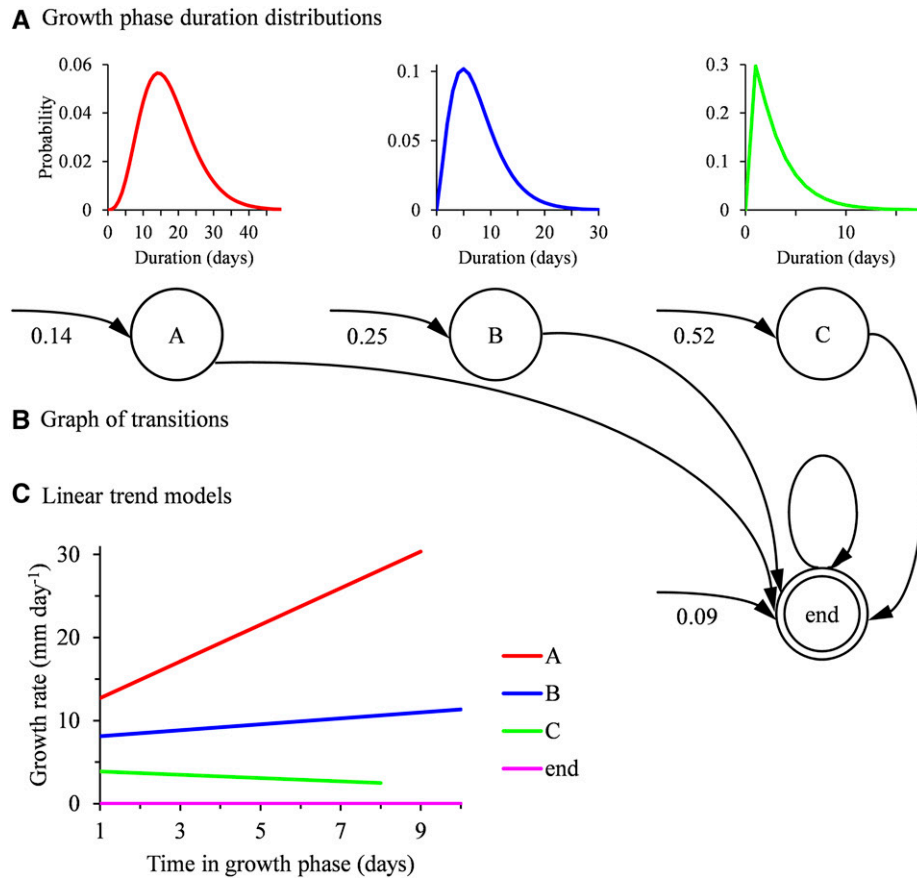 A Growth phase duration distributions
0.06
0.04
0.02
0
Probability
0 10 20 30 40
Duration (days)
0.1
0.05
0
0 10 20 30
Duration (days)
0.3
0.2
0.1
0
0 10
Duration (days)
0.14
A
0.25
B
0.52
C
B Graph of transitions
0.09
end
C Linear trend models
30
20
10
0
Growth rate (mm day⁻¹)
1 3 5 7 9
Time in growth phase (days)
A
B
C
end